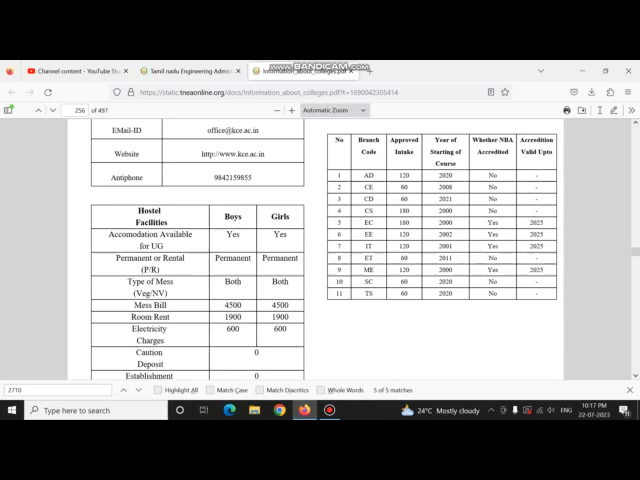 www.BANDICAM.com
Channel content - YouTube Stu
Tamil nadu Engineering Admiss
Information_about_colleges.pdf
https://static.tneaonline.org/docs/Information_about_colleges.pdf?t=1690042305414
256 of 497
Automatic Zoom
EMail-ID office@kce.ac.in
Website http://www.kce.ac.in
Antiphone 9842159855
Hostel Facilities Boys Girls
Accomodation Available for UG Yes Yes
Permanent or Rental (P/R) Permanent Permanent
Type of Mess (Veg/NV) Both Both
Mess Bill 4500 4500
Room Rent 1900 1900
Electricity Charges 600 600
Caution Deposit 0
Establishment 0
No Branch Code Approved Intake Year of Starting of Course Whether NBA Accredited Accredition Valid Upto
1 AD 120 2020 No -
2 CE 60 2008 No -
3 CD 60 2021 No -
4 CS 180 2000 No -
5 EC 180 2000 Yes 2025
6 EE 120 2002 Yes 2025
7 IT 120 2001 Yes 2025
8 ET 60 2011 No -
9 ME 120 2000 Yes 2025
10 SC 60 2020 No -
11 TS 60 2020 No -
2710
Highlight All Match Case Match Diacritics Whole Words 5 of 5 matches
Type here to search
24°C Mostly cloudy
ENG
10:17 PM
22-07-2023